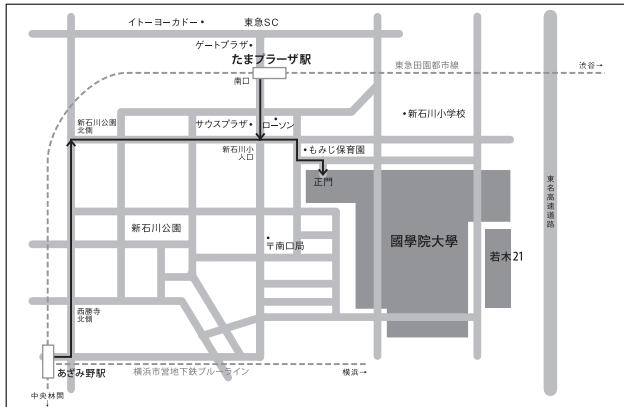 イトーヨーカドー
東急SC
ゲートプラザ
たまプラーザ駅
南口
東急田園都市線
渋谷→
新石川公園
北側
サウスプラザ
ローソン
新石川小学校
新石川小
入口
もみじ保育園
正門
東名高速道路
新石川公園
〒南口局
國學院大學
若木21
西勝寺
北側
あざみ野駅
横浜市営地下鉄ブルーライン
横浜→
中央林間
↓